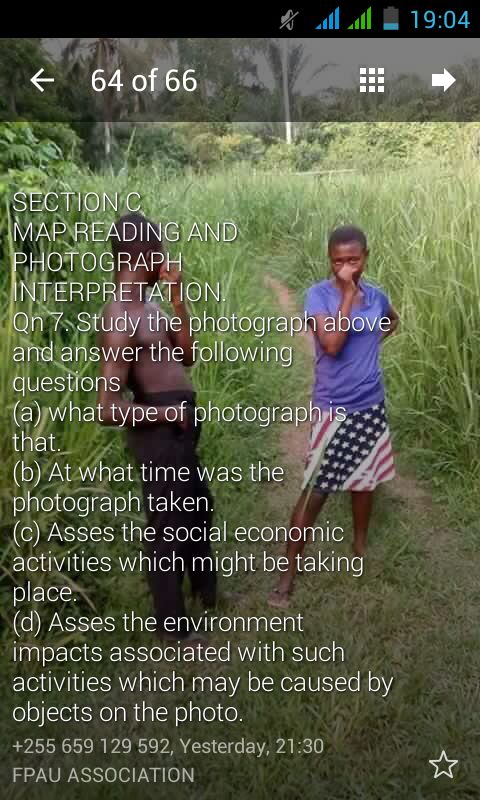 19:04
64 of 66
SECTION C
MAP READING AND
PHOTOGRAPH
INTERPRETATION.
Qn 7. Study the photograph above
and answer the following
questions
(a) what type of photograph is
that.
(b) At what time was the
photograph taken.
(c) Asses the social economic
activities which might be taking
place.
(d) Asses the environment
impacts associated with such
activities which may be caused by
objects on the photo.
+255 659 129 592, Yesterday, 21:30
FPAU ASSOCIATION